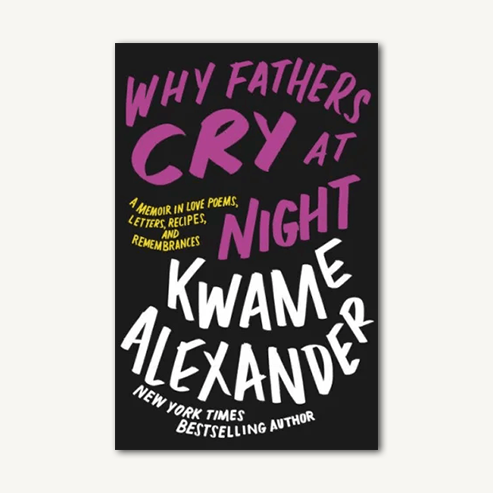 WHY FATHERS
CRY AT
NIGHT
A MEMOIR IN LOVE POEMS,
LETTERS, RECIPES,
AND
REMEMBRANCES
KWAME
ALEXANDER
NEW YORK TIMES
BESTSELLING AUTHOR